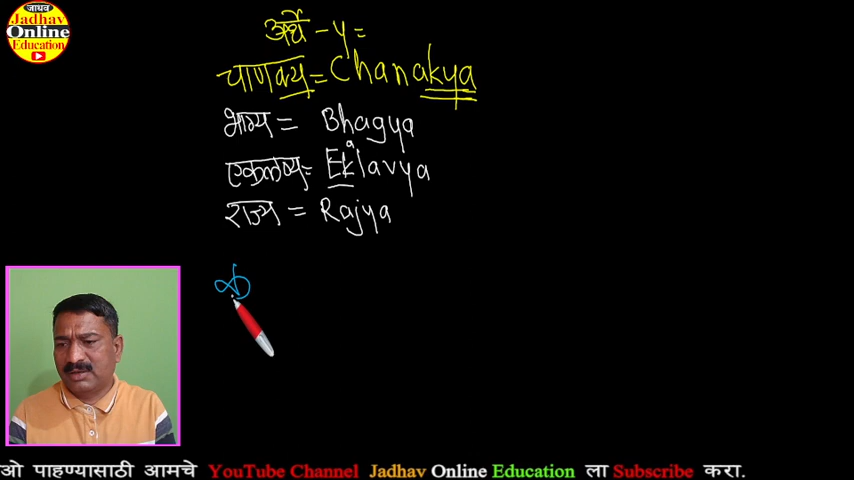 जाधव
Jadhav
Online
Education
अर्धे - y =
चाणक्य = Chanakya
भाग्य = Bhagya
a
एकलव्य = Eklavya
राज्य = Rajya
ओ पाहण्यासाठी आमचे YouTube Channel Jadhav Online Education ला Subscribe करा.